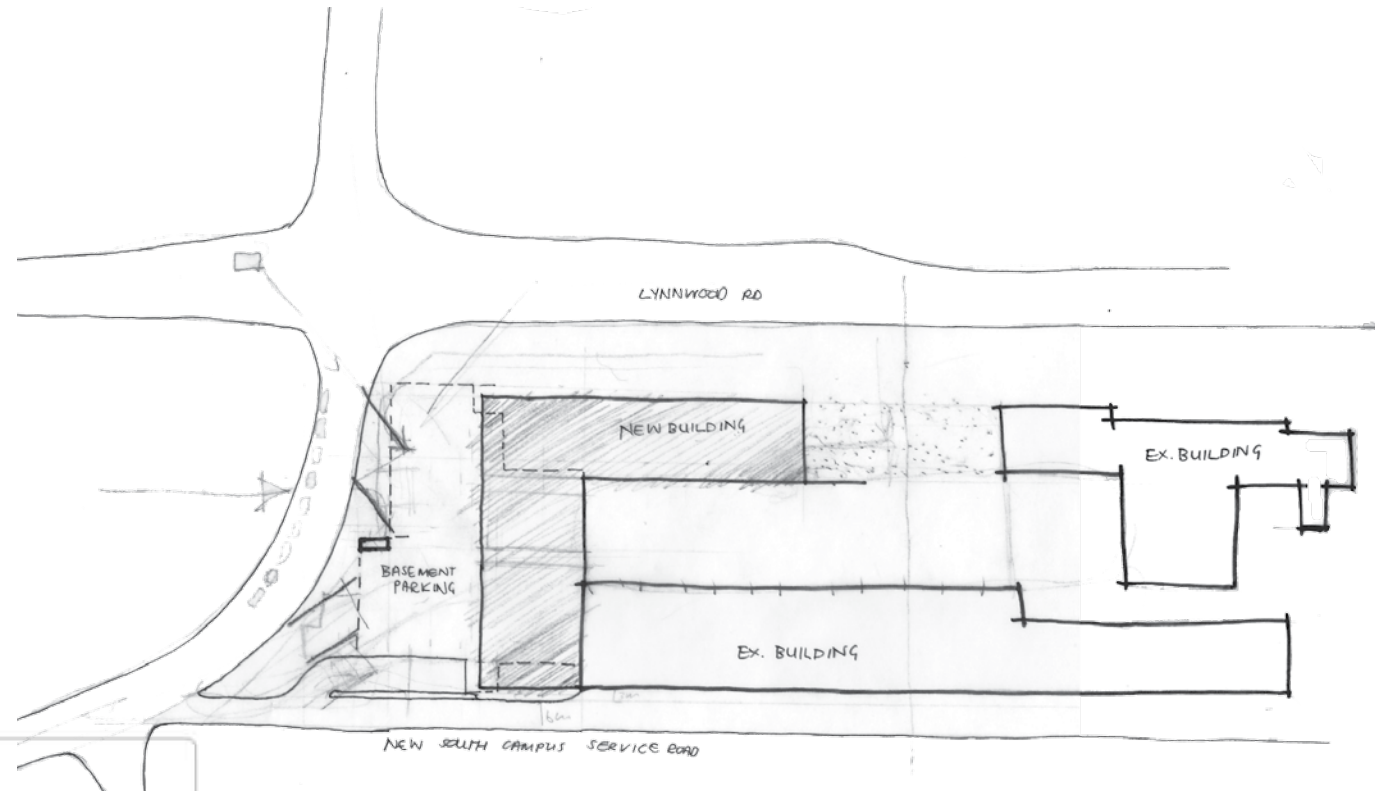 LYNNWOOD RD
NEW BUILDING
EX. BUILDING
BASEMENT
PARKING
EX. BUILDING
NEW SOUTH CAMPUS SERVICE ROAD